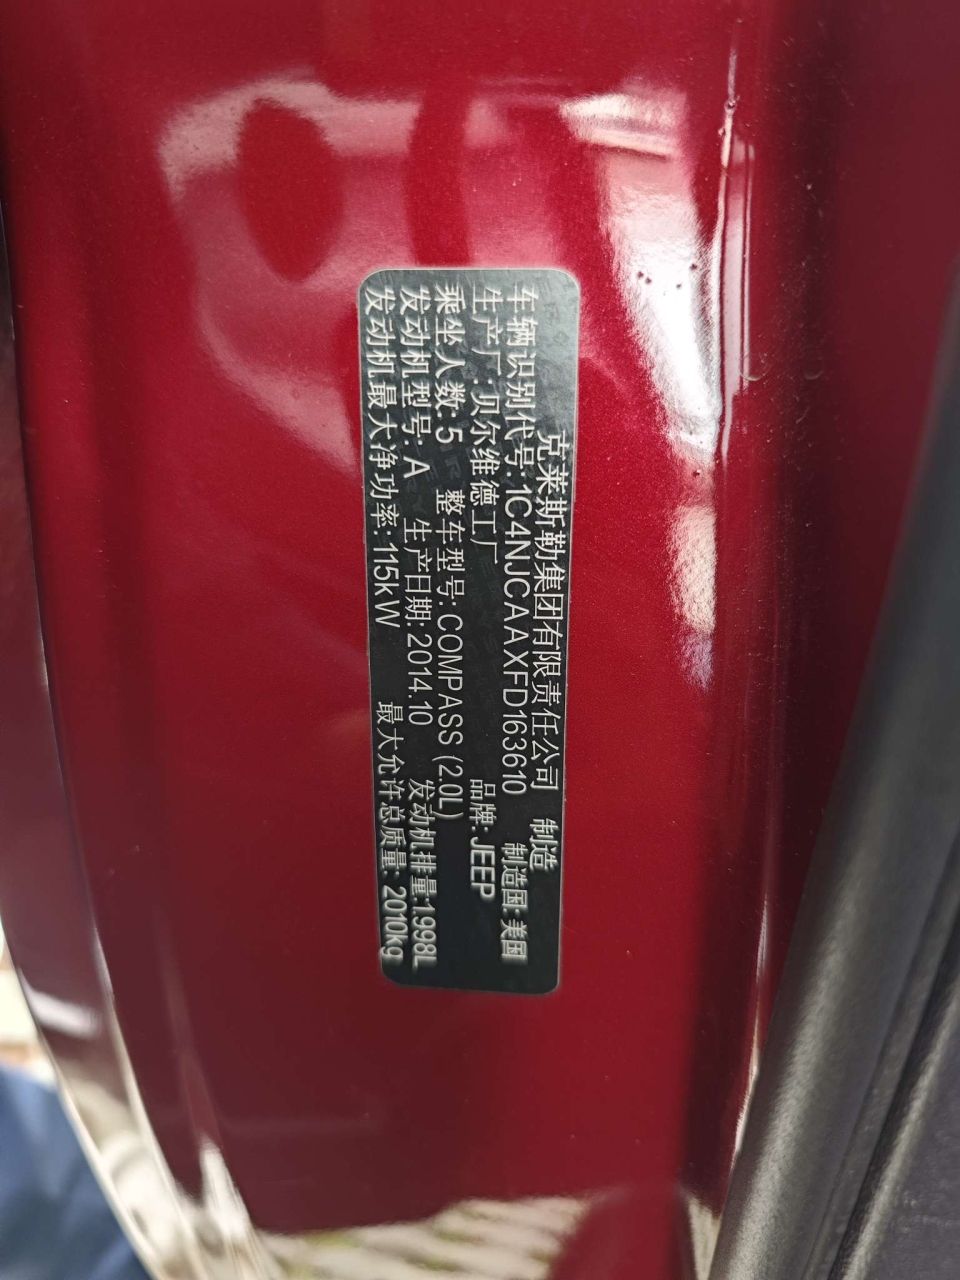 克莱斯勒集团有限责任公司 制造
车辆识别代号: 1C4NJCAAXFD163610 制造国: 美国
生产厂: 贝尔维德工厂 品牌: JEEP
乘坐人数: 5 整车型号: COMPASS (2.0L)
发动机型号: A 生产日期: 2014.10 发动机排量: 1.998L
发动机最大净功率: 115kW 最大允许总质量: 2010kg